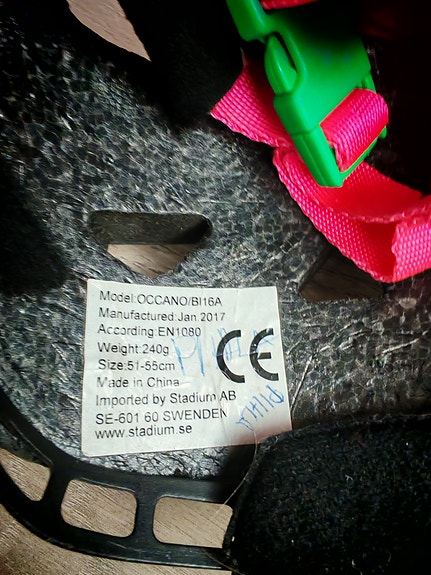 Model:OCCANO/BI16A
Manufactured:Jan 2017
According:EN1080
Weight:240g
Size:51-55cm
Made in China
Imported by Stadium AB
SE-601 60 SWEDEN
www.stadium.se
CE